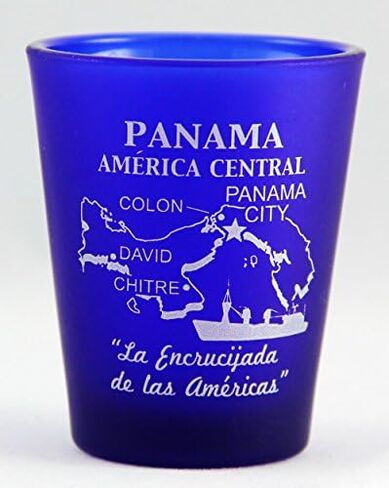 PANAMA
AMÉRICA CENTRAL
COLON
PANAMA
CITY
DAVID
CHITRE
"La Encrucijada
de las Américas"